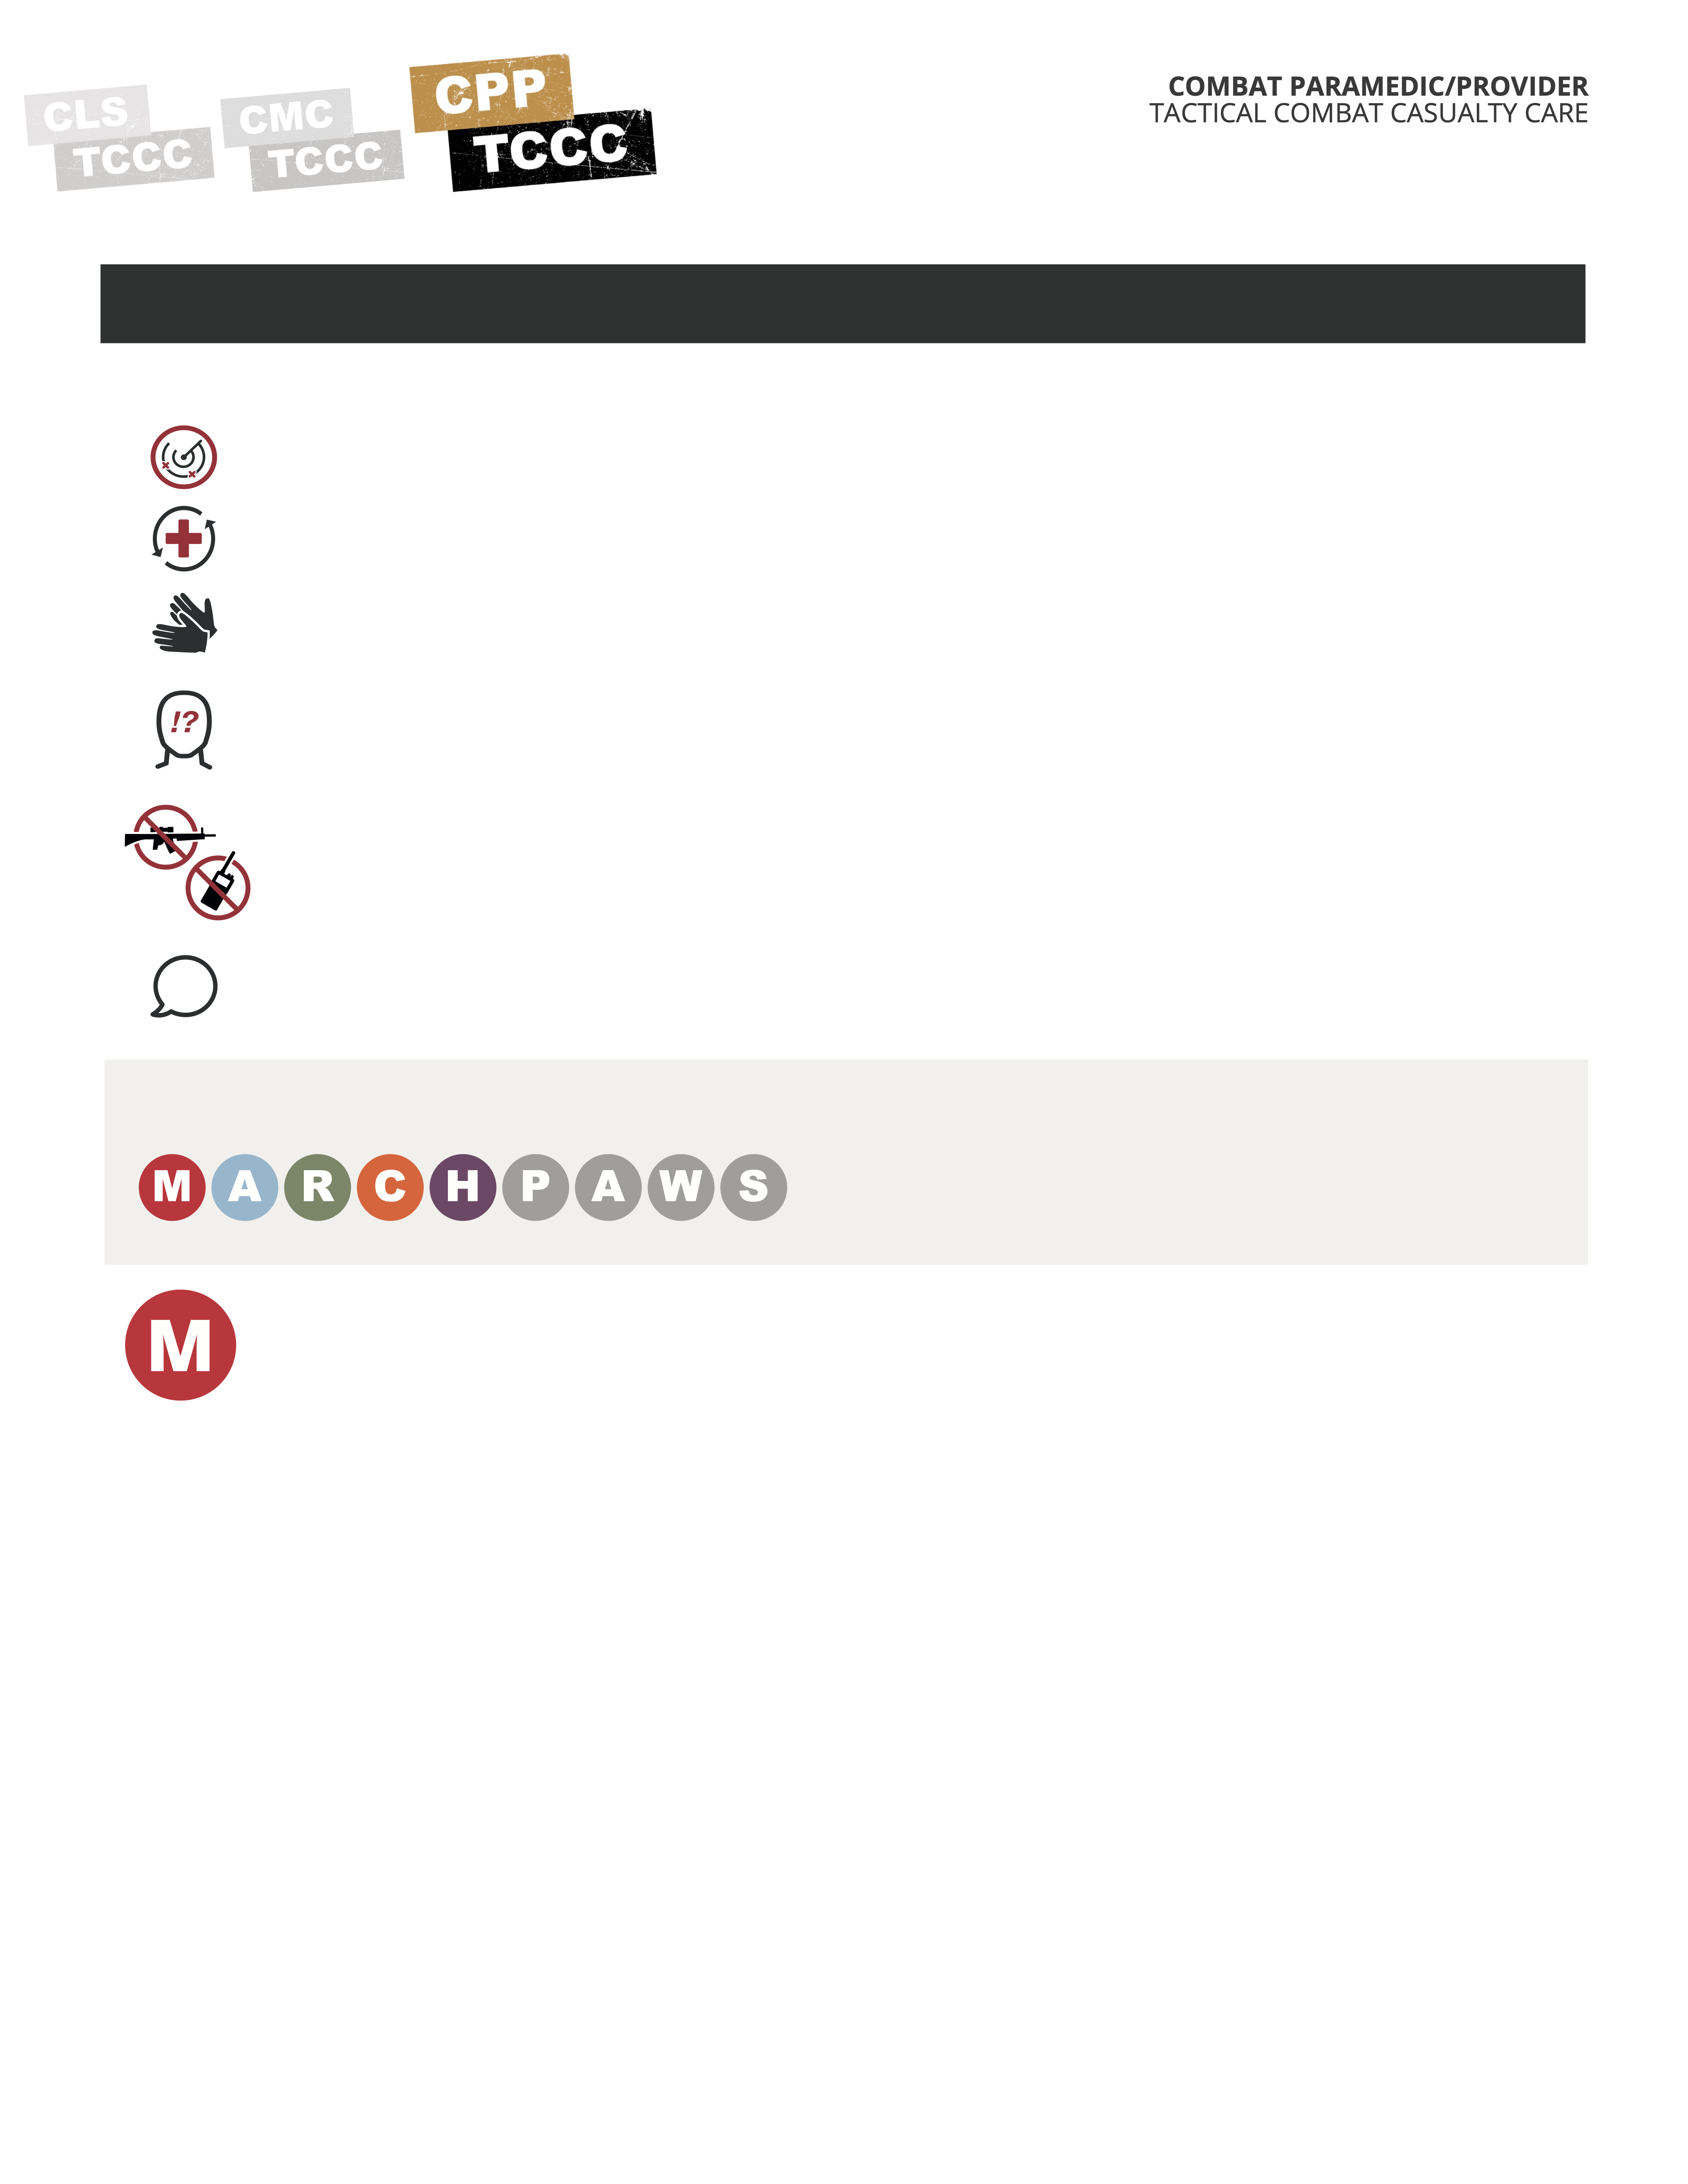 CLS
TCCC
CMC
TCCC
CPP
TCCC
COMBAT PARAMEDIC/PROVIDER
TACTICAL COMBAT CASUALTY CARE
!?
M A R C H P A W S
M